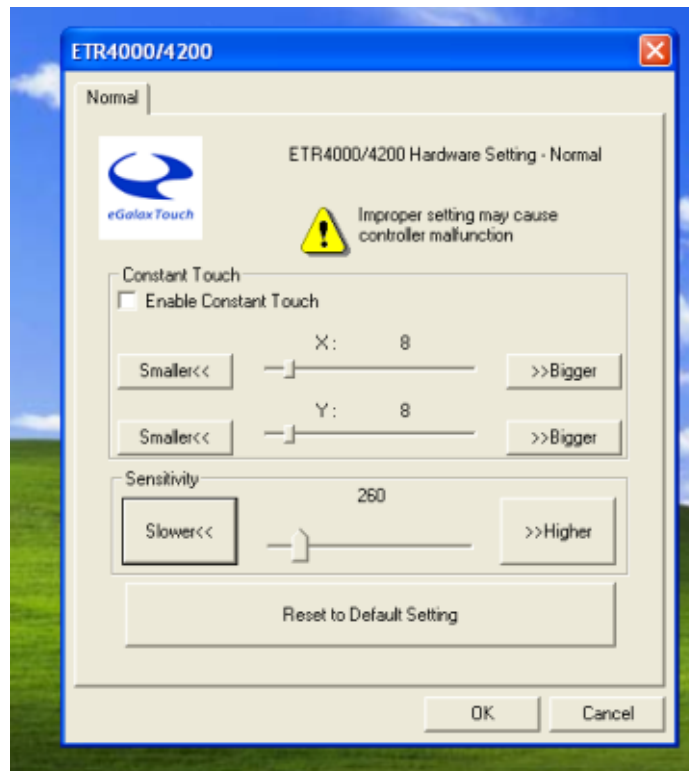 ETR4000/4200
Normal
eGalaxTouch
ETR4000/4200 Hardware Setting - Normal
Improper setting may cause
controller malfunction
Constant Touch
Enable Constant Touch
X: 8
Smaller<< >>Bigger
Y: 8
Smaller<< >>Bigger
Sensitivity
260
Slower<< >>Higher
Reset to Default Setting
OK Cancel